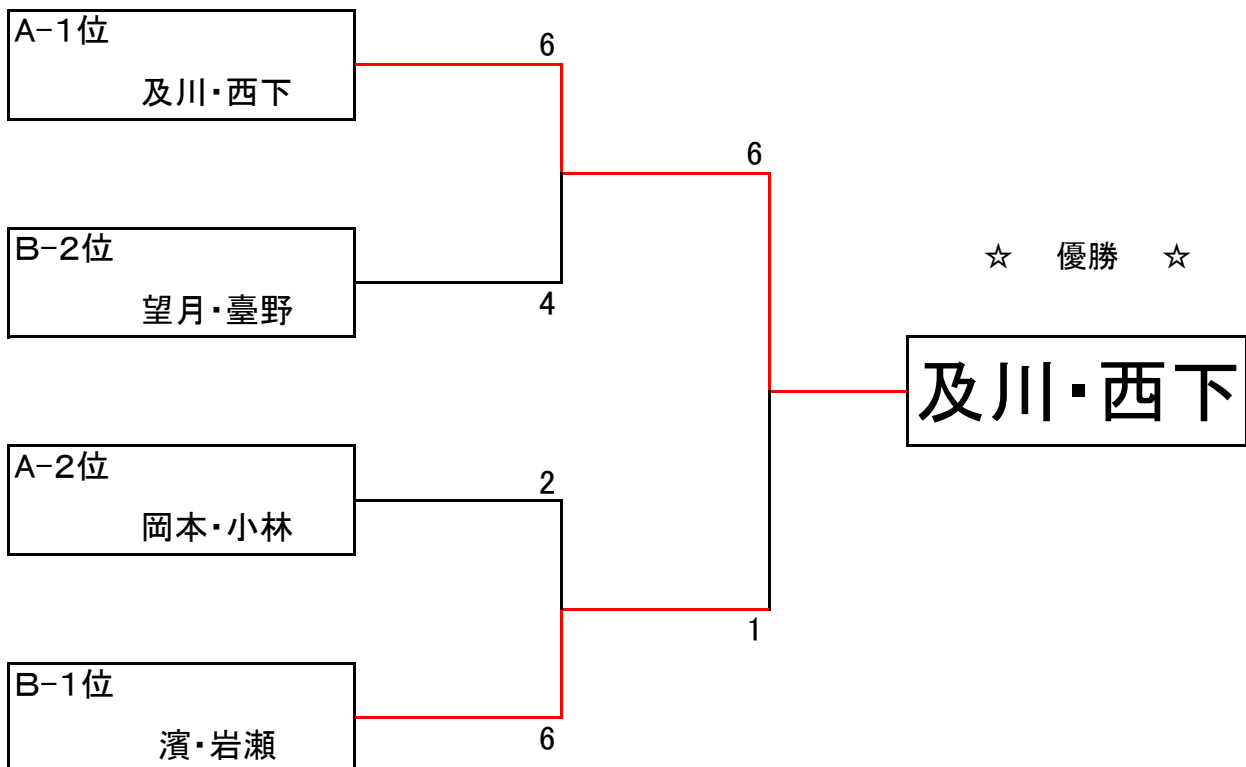 A-1位
6
及川・西下
6
B-2位
☆ 優勝 ☆
望月・臺野
4
及川・西下
A-2位
2
岡本・小林
1
B-1位
6
濱・岩瀬